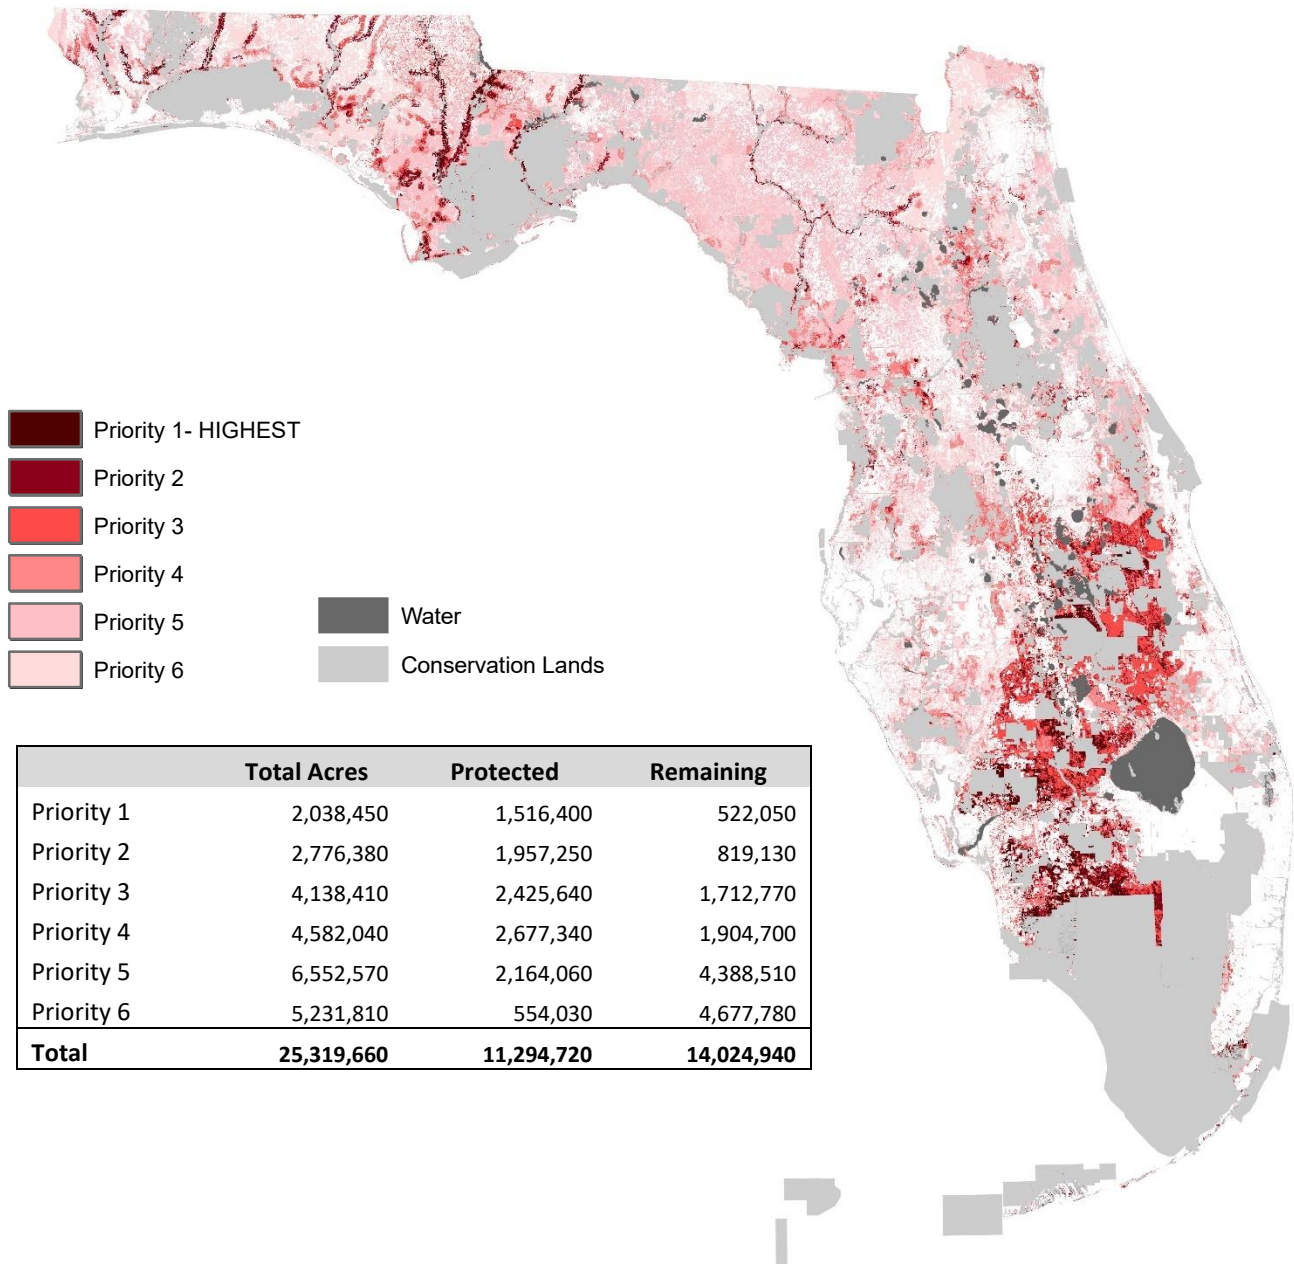 Priority 1- HIGHEST
Priority 2
Priority 3
Priority 4
Priority 5
Priority 6
Water
Conservation Lands
Total Acres Protected Remaining
Priority 1 2,038,450 1,516,400 522,050
Priority 2 2,776,380 1,957,250 819,130
Priority 3 4,138,410 2,425,640 1,712,770
Priority 4 4,582,040 2,677,340 1,904,700
Priority 5 6,552,570 2,164,060 4,388,510
Priority 6 5,231,810 554,030 4,677,780
Total 25,319,660 11,294,720 14,024,940